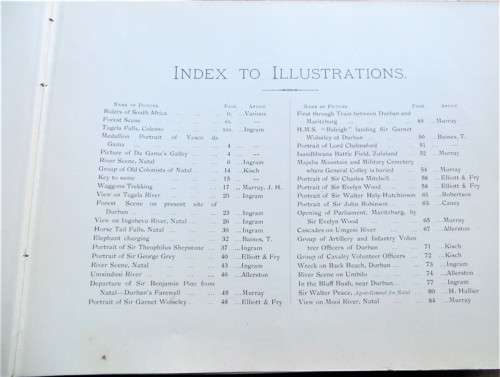 INDEX TO ILLUSTRATIONS.
NAME OF PICTURE PAGE ARTIST
Rulers of South Africa Various
Forest Scene —
Tugela Falls, Colenso Ingram
Medallion Portrait of Vasco da
Gama 4 —
Picture of Da Gama's Galley 4 —
River Scene, Natal 6 Ingram
Group of Old Colonists of Natal 14 Kisch
Key to same 15 —
Waggons Trekking 17 Murray, J. H.
View on Tugela River 20 Ingram
Forest Scene on present site of
Durban 23 Ingram
View on Ingohevu River, Natal 26 Ingram
Horse Tail Falls, Natal 30 Ingram
Elephant charging 32 Baines, T.
Portrait of Sir Theophilus Shepstone 37 Ingram
Portrait of Sir George Grey 40 Elliott & Fry
River Scene, Natal 43 Ingram
Umsindusi River 46 Allerston
Departure of Sir Benjamin Pine from
Natal—Durban's Farewell 48 Murray
Portrait of Sir Garnet Wolseley 48 Elliott & Fry
NAME OF PICTURE PAGE ARTIST
First through Train between Durban and
Maritzburg Murray
H.M.S. "Raleigh" landing Sir Garnet
Wolseley at Durban 50 Baines, T.
Portrait of Lord Chelmsford 51
Isandhlwana Battle Field, Zululand 52 Murray
Majuba Mountain and Military Cemetery
where General Colley is buried 54 Murray
Portrait of Sir Charles Mitchell 56 Elliott & Fry
Portrait of Sir Evelyn Wood 58 Elliott & Fry
Portrait of Sir Walter Hely-Hutchinson Robertson
Portrait of Sir John Robinson Caney
Opening of Parliament, Maritzburg, by
Sir Evelyn Wood 65 Murray
Cascades on Umgeni River 67 Allerston
Group of Artillery and Infantry Volun
teer Officers of Durban 71 Kisch
Group of Cavalry Volunteer Officers 72 Kisch
Wreck on Back Beach, Durban 73 Ingram
River Scene on Umbilo 74 Allerston
In the Bluff Bush, near Durban 77 Ingram
Sir Walter Peace, Agent-General for Natal 80 H. Hallier
View on Mooi River, Natal 84 Murray